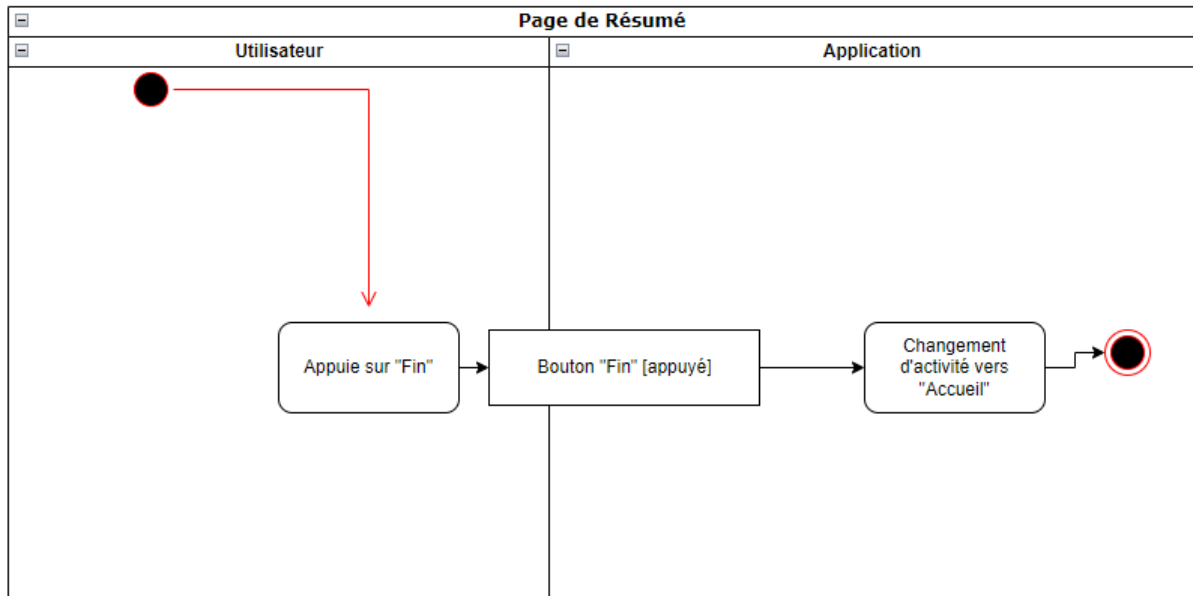 Page de Résumé
Utilisateur
Application
Appuie sur "Fin"
Bouton "Fin" [appuyé]
Changement
d'activité vers
"Accueil"